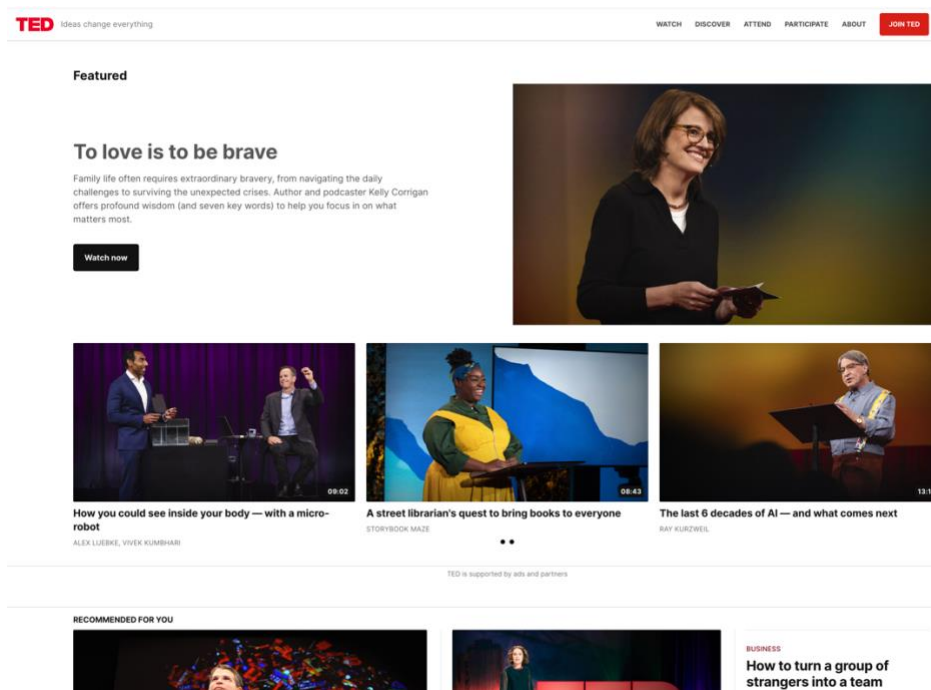 TED Ideas change everything
WATCH DISCOVER ATTEND PARTICIPATE ABOUT JOIN TED
Featured
To love is to be brave
Family life often requires extraordinary bravery, from navigating the daily
challenges to surviving the unexpected crises. Author and podcaster Kelly Corrigan
offers profound wisdom (and seven key words) to help you focus in on what
matters most.
Watch now
09:02
08:43
13:1
How you could see inside your body — with a micro-
robot
ALEX LUEBKE, VIVEK KUMBHARI
A street librarian's quest to bring books to everyone
STORYBOOK MAZE
The last 6 decades of AI — and what comes next
RAY KURZWEIL
TED is supported by ads and partners
RECOMMENDED FOR YOU
BUSINESS
How to turn a group of
strangers into a team